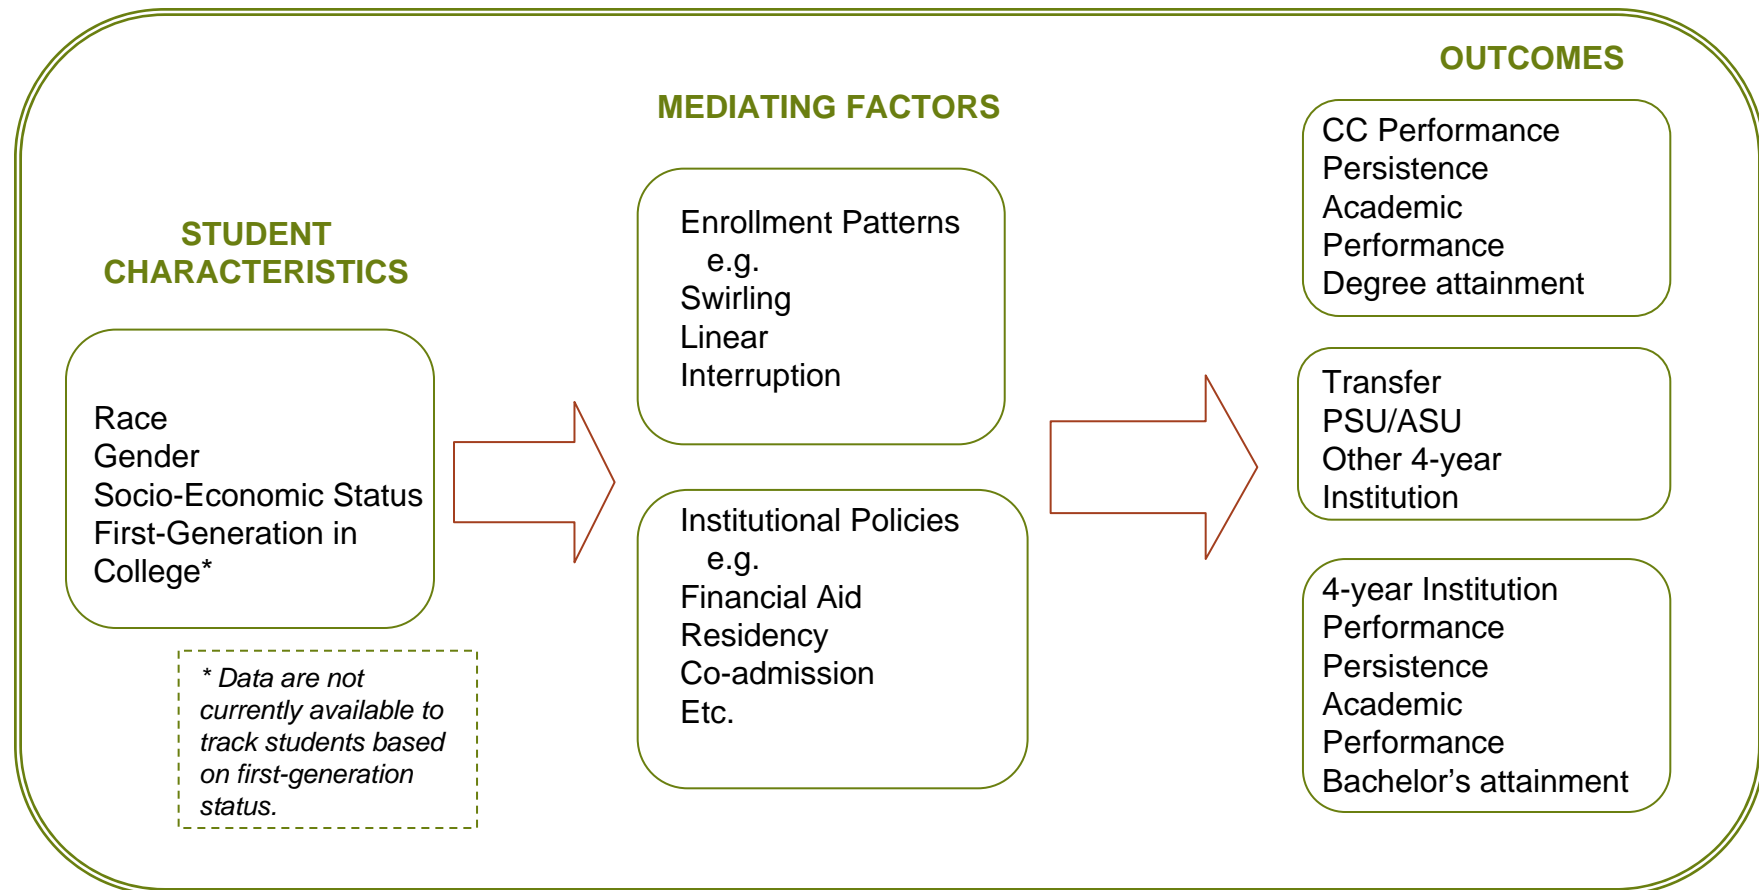 STUDENT
CHARACTERISTICS
Race
Gender
Socio-Economic Status
First-Generation in
College*
* Data are not
currently available to
track students based
on first-generation
status.
MEDIATING FACTORS
Enrollment Patterns
e.g.
Swirling
Linear
Interruption
Institutional Policies
e.g.
Financial Aid
Residency
Co-admission
Etc.
OUTCOMES
CC Performance
Persistence
Academic
Performance
Degree attainment
Transfer
PSU/ASU
Other 4-year
Institution
4-year Institution
Performance
Persistence
Academic
Performance
Bachelor’s attainment